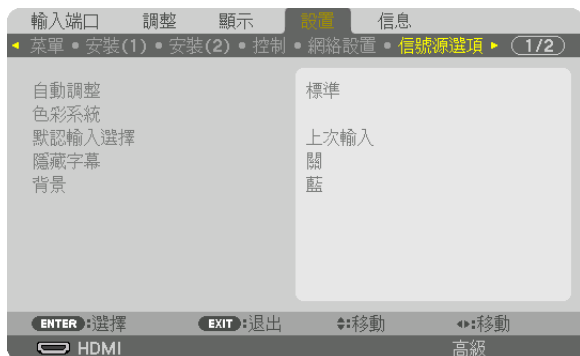 輸入端口 調整 顯示 設置 信息
菜單 • 安裝(1) • 安裝(2) • 控制 • 網絡設置 • 信號源選項 1/2
自動調整 標準
色彩系統
默認輸入選擇 上次輸入
隱藏字幕 關
背景 藍
ENTER:選擇 EXIT:退出 :移動 :移動
HDMI 高級